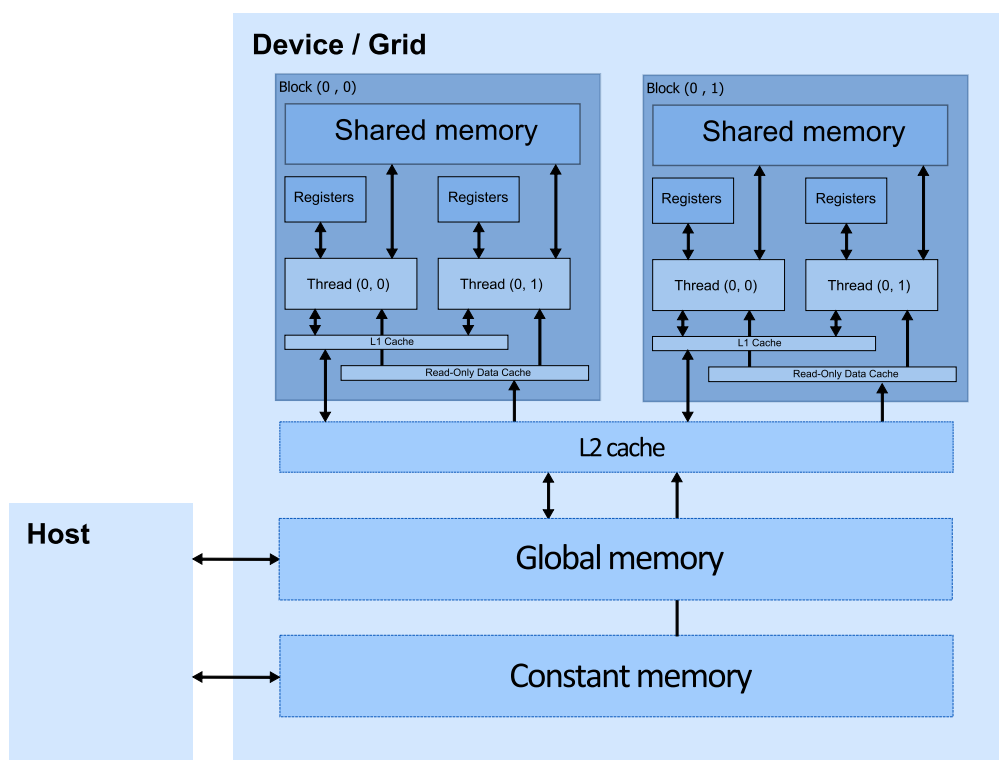 Device / Grid
Block (0 , 0)
Shared memory
Registers
Registers
Thread (0, 0)
Thread (0, 1)
L1 Cache
Read-Only Data Cache
Block (0 , 1)
Shared memory
Registers
Registers
Thread (0, 0)
Thread (0, 1)
L1 Cache
Read-Only Data Cache
L2 cache
Host
Global memory
Constant memory